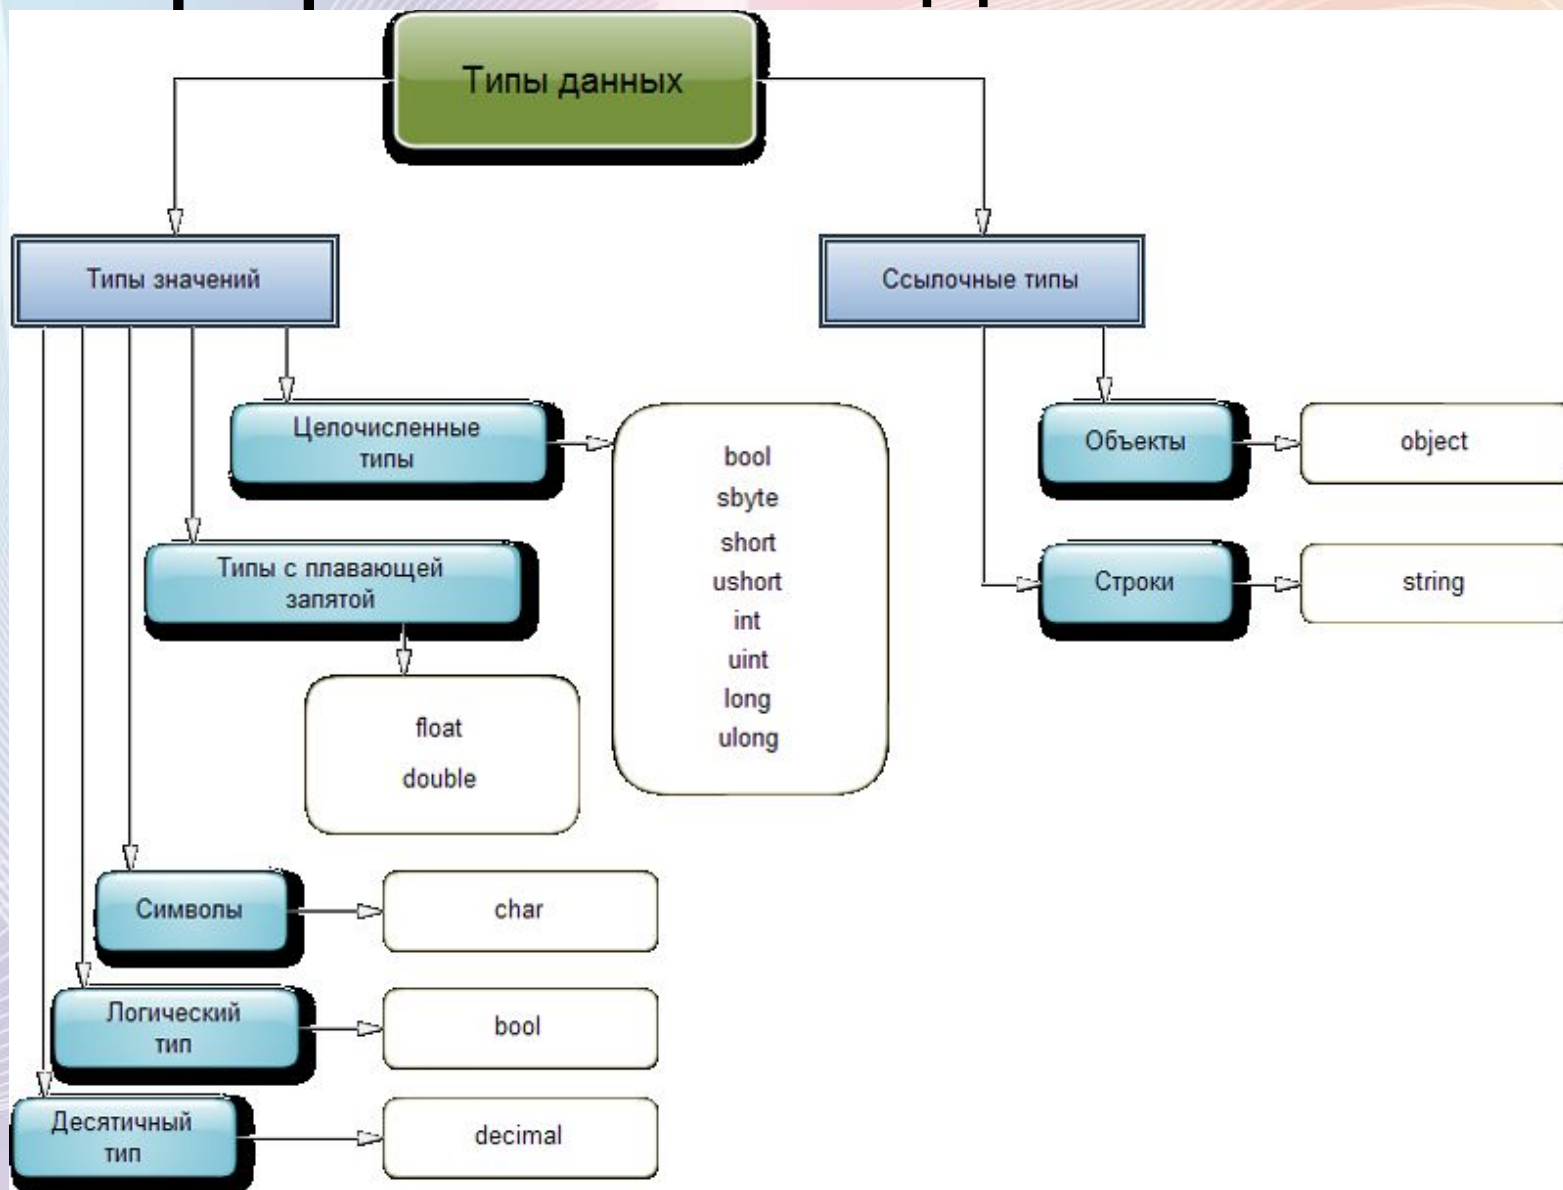 Типы данных
Типы значений
Ссылочные типы
Целочисленные
типы
bool
sbyte
short
ushort
int
uint
long
ulong
Объекты
object
Типы с плавающей
запятой
float
double
Строки
string
Символы
char
Логический
тип
bool
Десятичный
тип
decimal